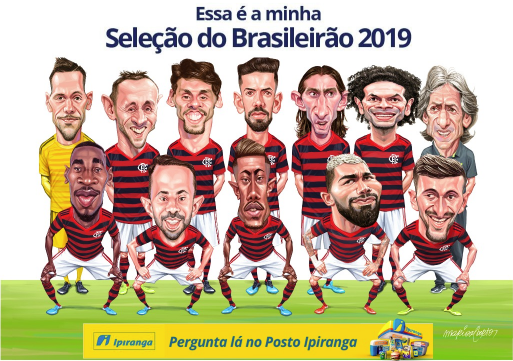 Essa é a minha
Seleção do Brasileirão 2019
Ipiranga
Pergunta lá no Posto Ipiranga